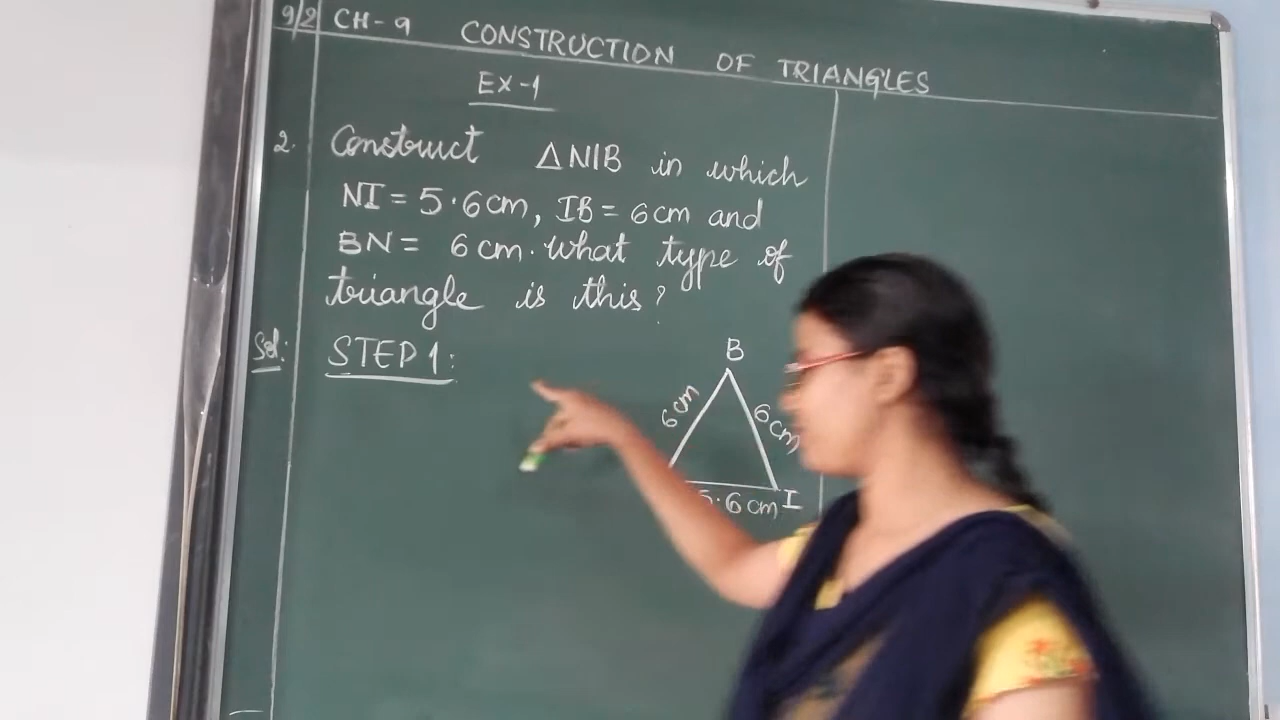 9/2 CH-9 CONSTRUCTION OF TRIANGLES
EX-1
2. Construct △NIB in which
NI = 5.6cm, IB = 6cm and
BN = 6cm. what type of
triangle is this?
Sol: STEP 1:
B
6cm 6cm
5.6cm I